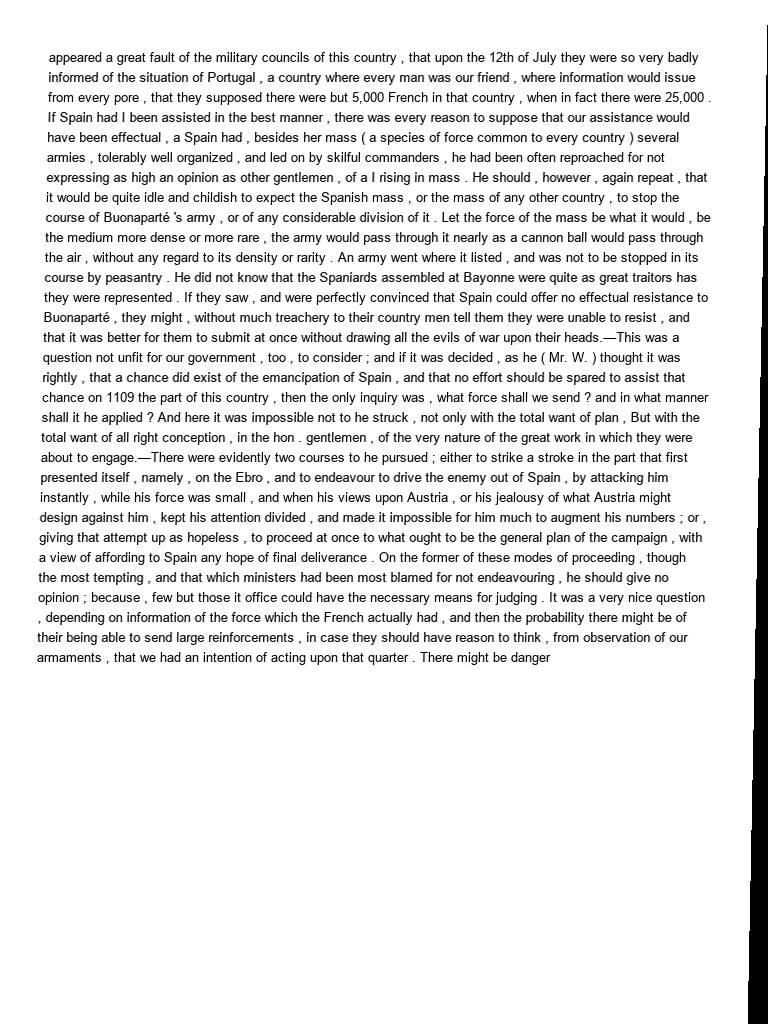 appeared a great fault of the military councils of this country , that upon the 12th of July they were so very badly
informed of the situation of Portugal , a country where every man was our friend , where information would issue
from every pore , that they supposed there were but 5,000 French in that country , when in fact there were 25,000 .
If Spain had I been assisted in the best manner , there was every reason to suppose that our assistance would
have been effectual , a Spain had , besides her mass ( a species of force common to every country ) several
armies , tolerably well organized , and led on by skilful commanders , he had been often reproached for not
expressing as high an opinion as other gentlemen , of a I rising in mass . He should , however , again repeat , that
it would be quite idle and childish to expect the Spanish mass , or the mass of any other country , to stop the
course of Buonaparté 's army , or of any considerable division of it . Let the force of the mass be what it would , be
the medium more dense or more rare , the army would pass through it nearly as a cannon ball would pass through
the air , without any regard to its density or rarity . An army went where it listed , and was not to be stopped in its
course by peasantry . He did not know that the Spaniards assembled at Bayonne were quite as great traitors has
they were represented . If they saw , and were perfectly convinced that Spain could offer no effectual resistance to
Buonaparté , they might , without much treachery to their country men tell them they were unable to resist , and
that it was better for them to submit at once without drawing all the evils of war upon their heads.—This was a
question not unfit for our government , too , to consider ; and if it was decided , as he ( Mr. W. ) thought it was
rightly , that a chance did exist of the emancipation of Spain , and that no effort should be spared to assist that
chance on 1109 the part of this country , then the only inquiry was , what force shall we send ? and in what manner
shall it he applied ? And here it was impossible not to he struck , not only with the total want of plan , But with the
total want of all right conception , in the hon . gentlemen , of the very nature of the great work in which they were
about to engage.—There were evidently two courses to he pursued ; either to strike a stroke in the part that first
presented itself , namely , on the Ebro , and to endeavour to drive the enemy out of Spain , by attacking him
instantly , while his force was small , and when his views upon Austria , or his jealousy of what Austria might
design against him , kept his attention divided , and made it impossible for him much to augment his numbers ; or ,
giving that attempt up as hopeless , to proceed at once to what ought to be the general plan of the campaign , with
a view of affording to Spain any hope of final deliverance . On the former of these modes of proceeding , though
the most tempting , and that which ministers had been most blamed for not endeavouring , he should give no
opinion ; because , few but those it office could have the necessary means for judging . It was a very nice question
, depending on information of the force which the French actually had , and then the probability there might be of
their being able to send large reinforcements , in case they should have reason to think , from observation of our
armaments , that we had an intention of acting upon that quarter . There might be danger